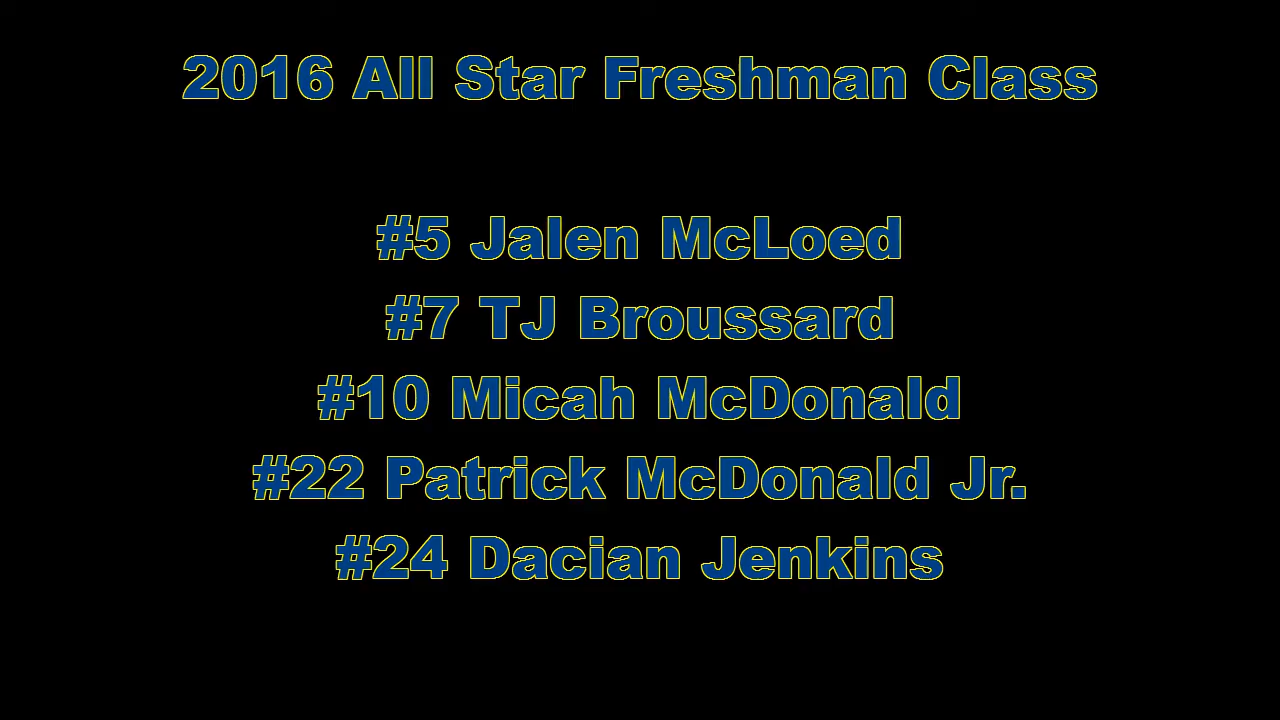 2016 All Star Freshman Class
#5 Jalen McLoed
#7 TJ Broussard
#10 Micah McDonald
#22 Patrick McDonald Jr.
#24 Dacian Jenkins